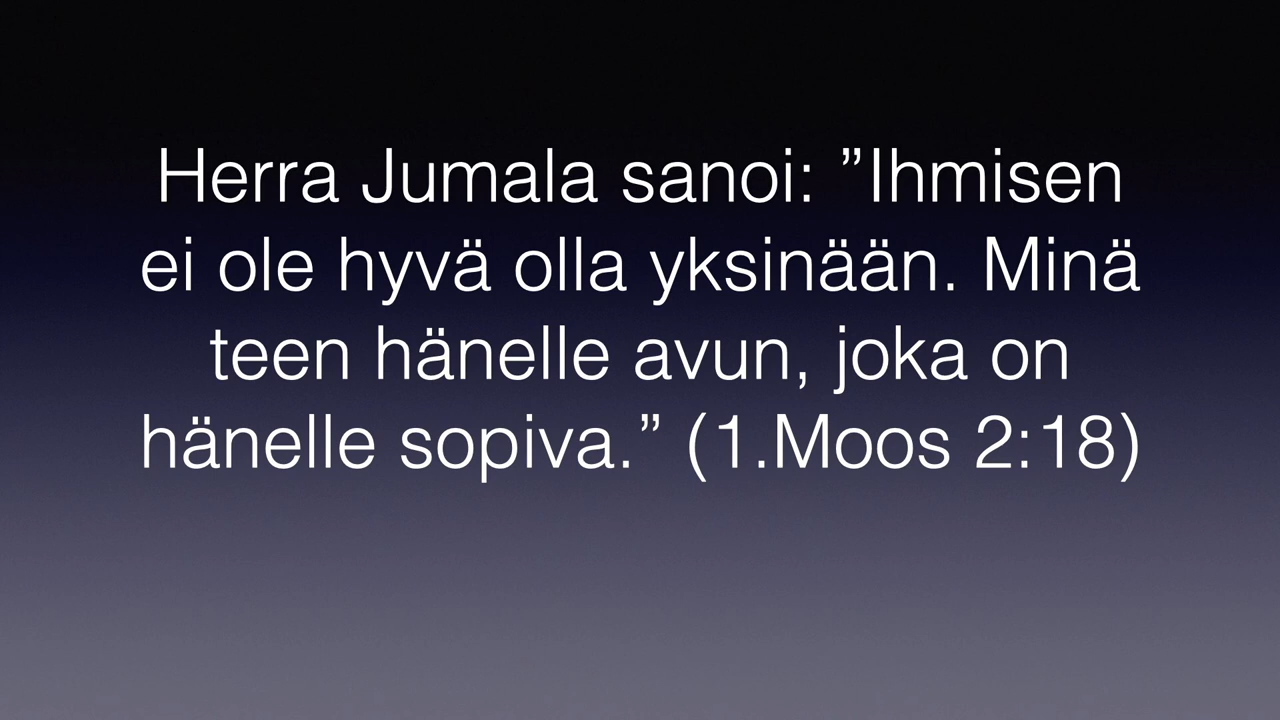 Herra Jumala sanoi: ”Ihmisen
ei ole hyvä olla yksinään. Minä
teen hänelle avun, joka on
hänelle sopiva.” (1.Moos 2:18)